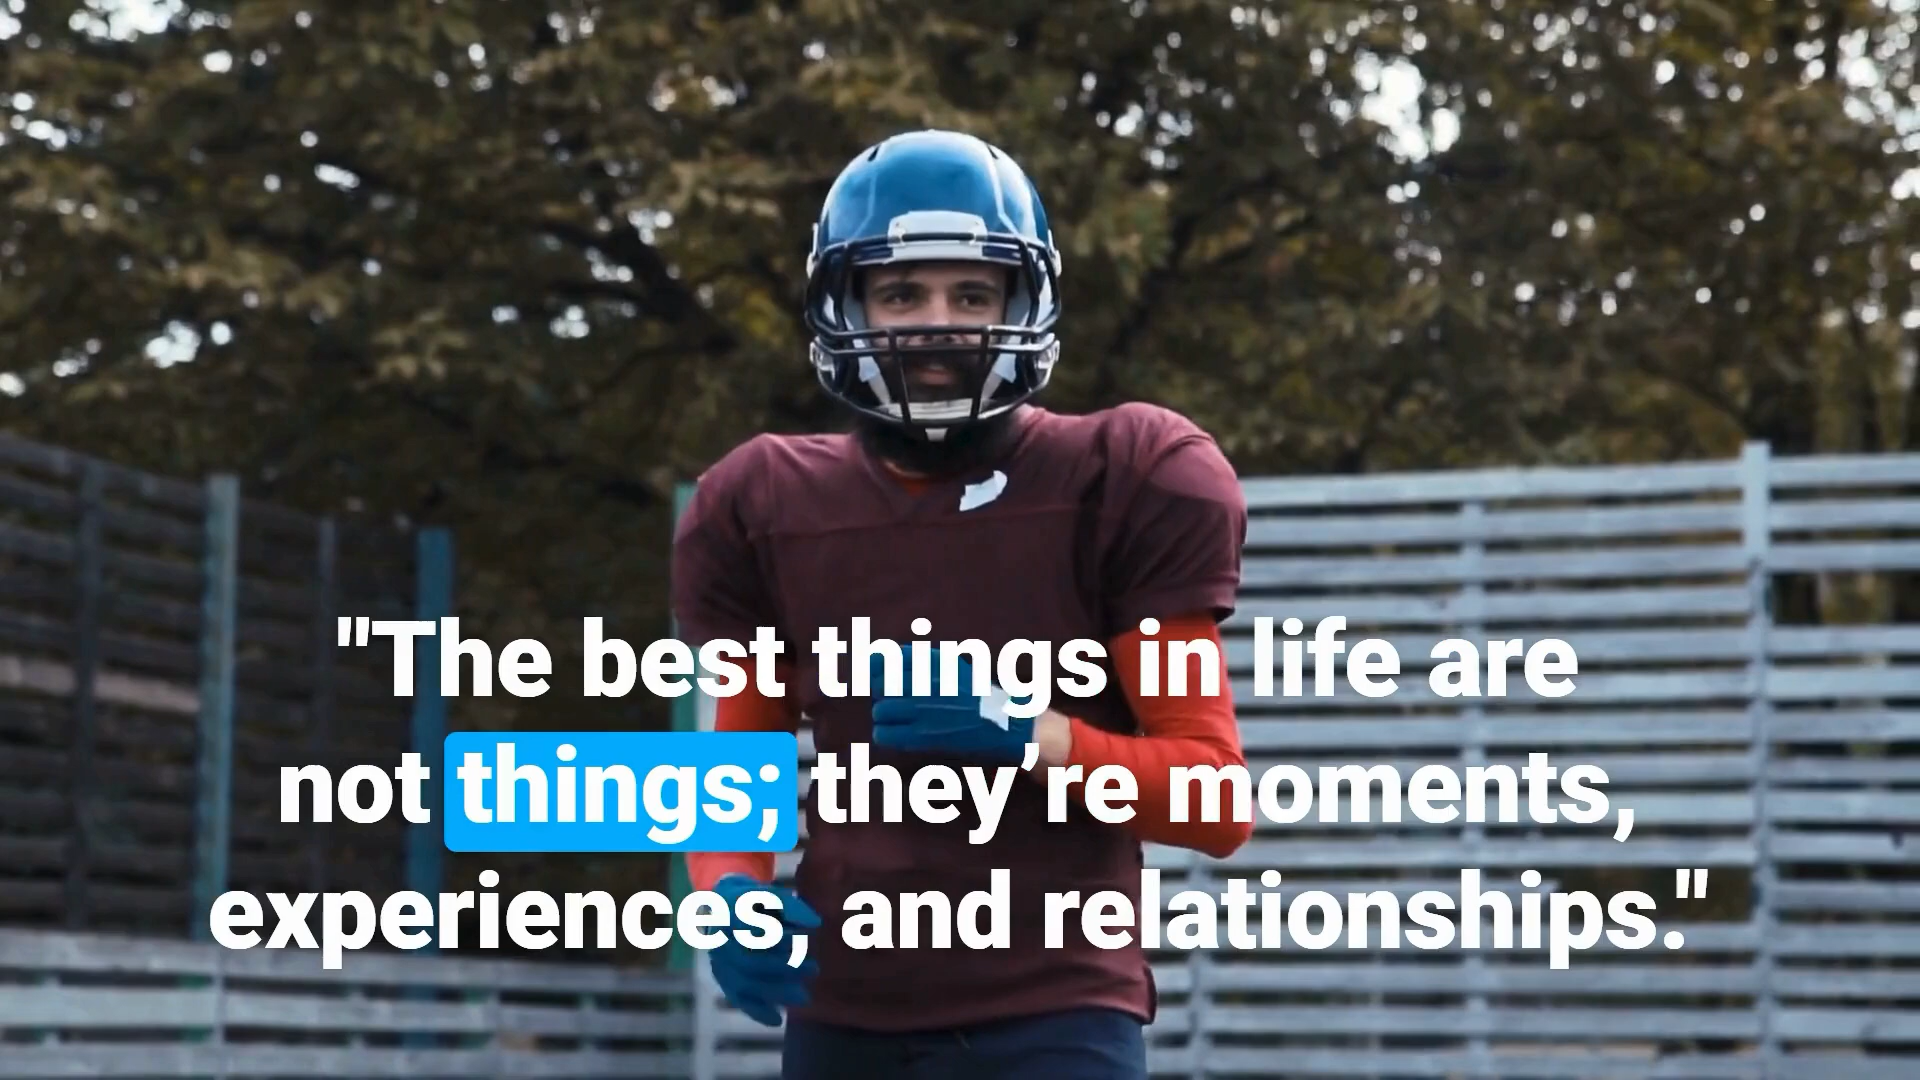 "The best things in life are
not things; they’re moments,
experiences, and relationships."